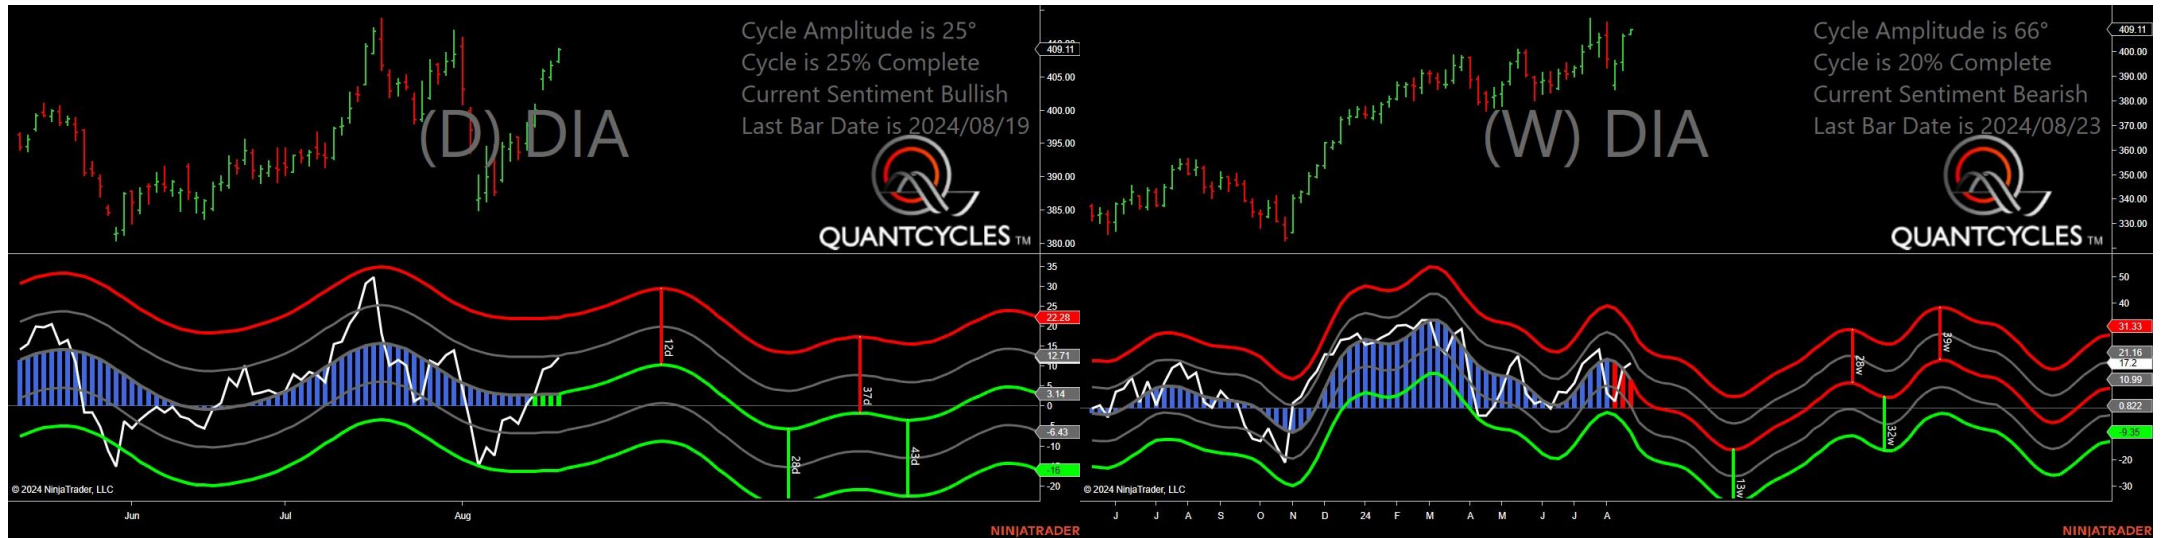 Cycle Amplitude is 25°
Cycle is 25% Complete
Current Sentiment Bullish
Last Bar Date is 2024/08/19
(D) DIA
QUANTCYCLES TM
409.11
405.00
400.00
395.00
390.00
385.00
380.00
35
30
25
22.28
20
15
12.71
10
3.14
0
-6.43
-10
-16
-20
12d
28d
37d
43d
© 2024 NinjaTrader, LLC
Jun
Jul
Aug
NINJATRADER
Cycle Amplitude is 66°
Cycle is 20% Complete
Current Sentiment Bearish
Last Bar Date is 2024/08/23
(W) DIA
QUANTCYCLES TM
409.11
400.00
390.00
380.00
370.00
360.00
350.00
340.00
330.00
50
40
31.33
21.16
17.2
10.99
0.822
-9.35
-20
-30
13w
28w
32w
39w
© 2024 NinjaTrader, LLC
J
J
A
S
O
N
D
24
F
M
A
M
J
J
A
NINJATRADER